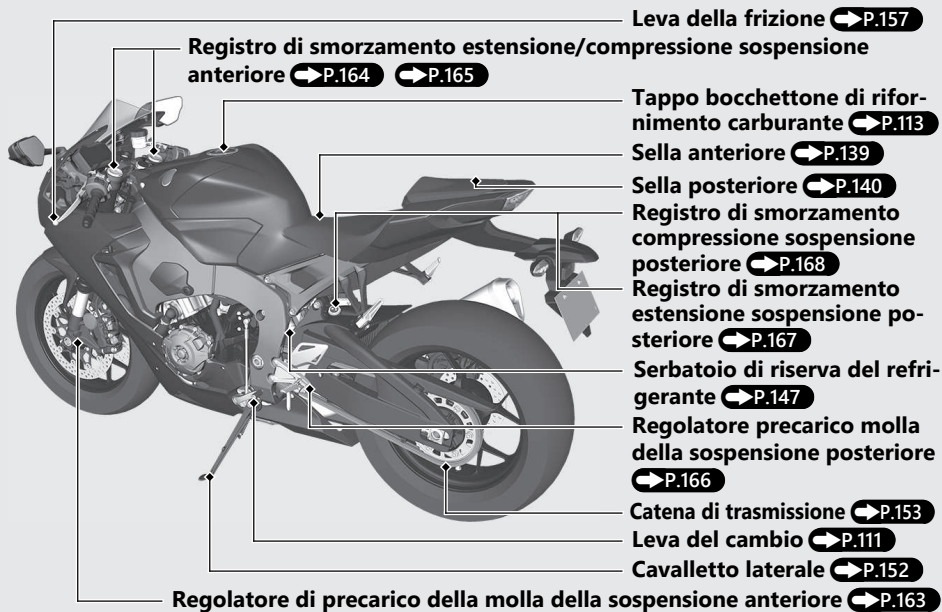 Leva della frizione P.157
Registro di smorzamento estensione/compressione sospensione
anteriore P.164 P.165
Tappo bocchettone di rifor-
nimento carburante P.113
Sella anteriore P.139
Sella posteriore P.140
Registro di smorzamento
compressione sospensione
posteriore P.168
Registro di smorzamento
estensione sospensione po-
steriore P.167
Serbatoio di riserva del refri-
gerante P.147
Regolatore precarico molla
della sospensione posteriore
P.166
Catena di trasmissione P.153
Leva del cambio P.111
Cavalletto laterale P.152
Regolatore di precarico della molla della sospensione anteriore P.163